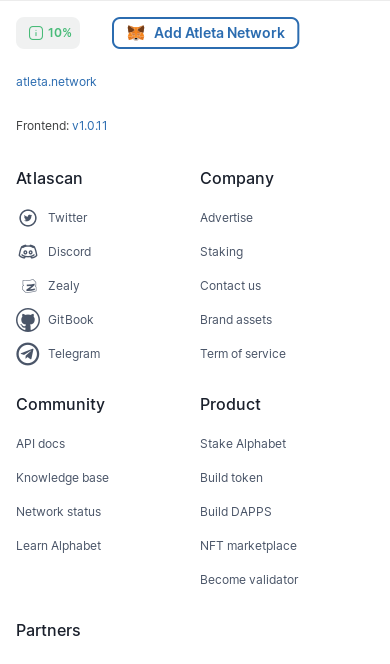 10%
Add Atleta Network
atleta.network
Frontend: v1.0.11
Atlascan
Twitter
Discord
Zealy
GitBook
Telegram
Company
Advertise
Staking
Contact us
Brand assets
Term of service
Community
API docs
Knowledge base
Network status
Learn Alphabet
Product
Stake Alphabet
Build token
Build DAPPS
NFT marketplace
Become validator
Partners